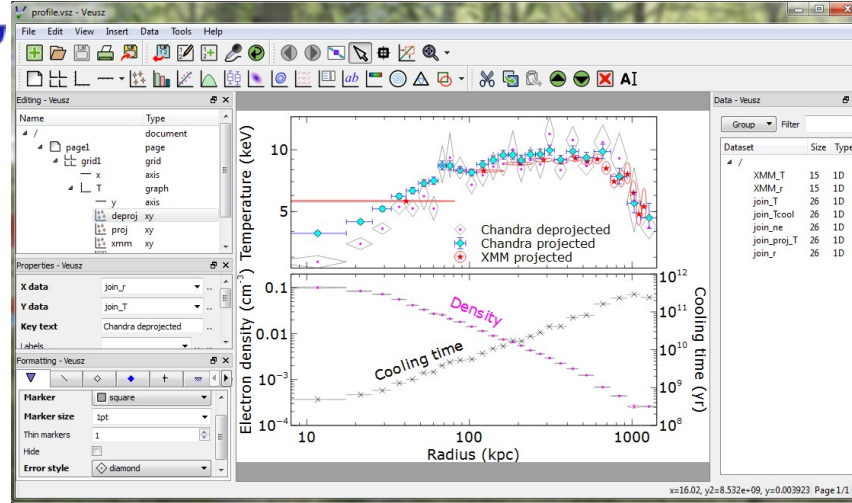 profile.vsz - Veusz
File Edit View Insert Data Tools Help
ab
AI
Editing - Veusz
Name Type
/ document
page1 page
grid1 grid
x axis
T graph
y axis
deproj xy
proj xy
xmm xy
Properties - Veusz
X data join_r
Y data join_T
Key text Chandra deprojected
Labels
Formatting - Veusz
Marker square
Marker size 1pt
Thin markers 1
Hide
Error style diamond
Temperature (keV)
10
5
Chandra deprojected
Chandra projected
XMM projected
Electron density (cm⁻³)
0.1
0.01
10⁻³
10⁻⁴
Density
Cooling time
10¹²
10¹¹
10¹⁰
10⁹
10⁸
Cooling time (yr)
10 100 1000
Radius (kpc)
Data - Veusz
Group Filter
Dataset Size Type
/
XMM_T 15 1D
XMM_r 15 1D
join_T 26 1D
join_Tcool 26 1D
join_ne 26 1D
join_proj_T 26 1D
join_r 26 1D
x=16.02, y2=8.532e+09, y=0.003923 Page 1/1